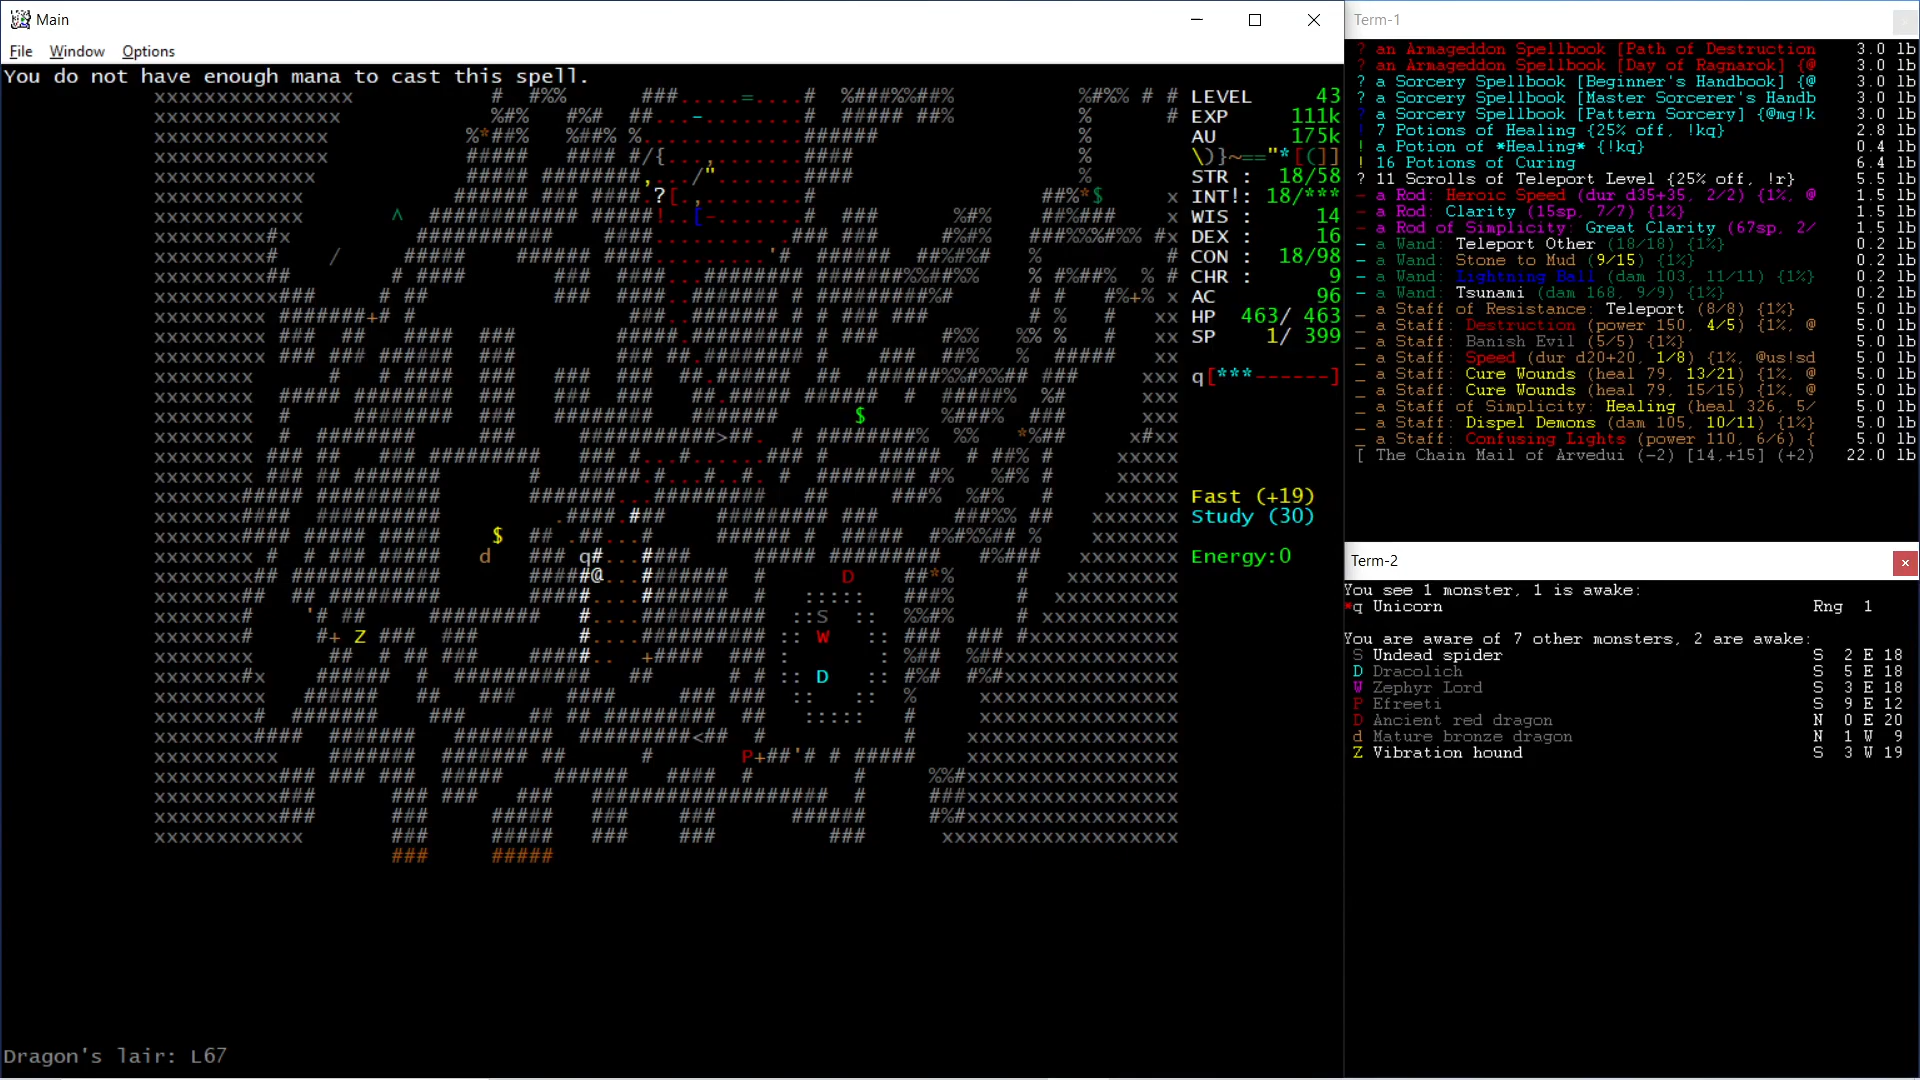 Main
File Window Options
You do not have enough mana to cast this spell.
LEVEL 43
EXP 111k
AU 175k
\)}~=="*[(]]
STR : 18/58
INT!: 18/***
WIS : 14
DEX : 16
CON : 18/98
CHR : 9
AC 96
HP 463/ 463
SP 1/ 399
q[***------]
Fast (+19)
Study (30)
Energy:0
Dragon's lair: L67
Term-1
? an Armageddon Spellbook [Path of Destruction 3.0 lb
? an Armageddon Spellbook [Day of Ragnarok] {@ 3.0 lb
? a Sorcery Spellbook [Beginner's Handbook] {@ 3.0 lb
? a Sorcery Spellbook [Master Sorcerer's Handb 3.0 lb
? a Sorcery Spellbook [Pattern Sorcery] {@mg!k 3.0 lb
! 7 Potions of Healing {25% off, !kq} 2.8 lb
! a Potion of *Healing* {!kq} 0.4 lb
! 16 Potions of Curing 6.4 lb
? 11 Scrolls of Teleport Level {25% off, !r} 5.5 lb
- a Rod: Heroic Speed (dur d35+35, 2/2) {1%, @ 1.5 lb
- a Rod: Clarity (15sp, 7/7) {1%} 1.5 lb
- a Rod of Simplicity: Great Clarity (67sp, 2/ 1.5 lb
- a Wand: Teleport Other (18/18) {1%} 0.2 lb
- a Wand: Stone to Mud (9/15) {1%} 0.2 lb
- a Wand: Lightning Ball (dam 103, 11/11) {1%} 0.2 lb
- a Wand: Tsunami (dam 168, 9/9) {1%} 0.2 lb
_ a Staff of Resistance: Teleport (8/8) {1%} 5.0 lb
_ a Staff: Destruction (power 150, 4/5) {1%, @ 5.0 lb
_ a Staff: Banish Evil (5/5) {1%} 5.0 lb
_ a Staff: Speed (dur d20+20, 1/8) {1%, @us!sd 5.0 lb
_ a Staff: Cure Wounds (heal 79, 13/21) {1%, @ 5.0 lb
_ a Staff: Cure Wounds (heal 79, 15/15) {1%, @ 5.0 lb
_ a Staff of Simplicity: Healing (heal 326, 5/ 5.0 lb
_ a Staff: Dispel Demons (dam 105, 10/11) {1%} 5.0 lb
_ a Staff: Confusing Lights (power 110, 6/6) { 5.0 lb
[ The Chain Mail of Arvedui (-2) [14,+15] (+2) 22.0 lb
Term-2
You see 1 monster, 1 is awake:
*q Unicorn Rng 1
You are aware of 7 other monsters, 2 are awake:
S Undead spider S 2 E 18
D Dracolich S 5 E 18
W Zephyr Lord S 3 E 18
P Efreeti S 9 E 12
D Ancient red dragon N 0 E 20
d Mature bronze dragon N 1 W 9
Z Vibration hound S 3 W 19